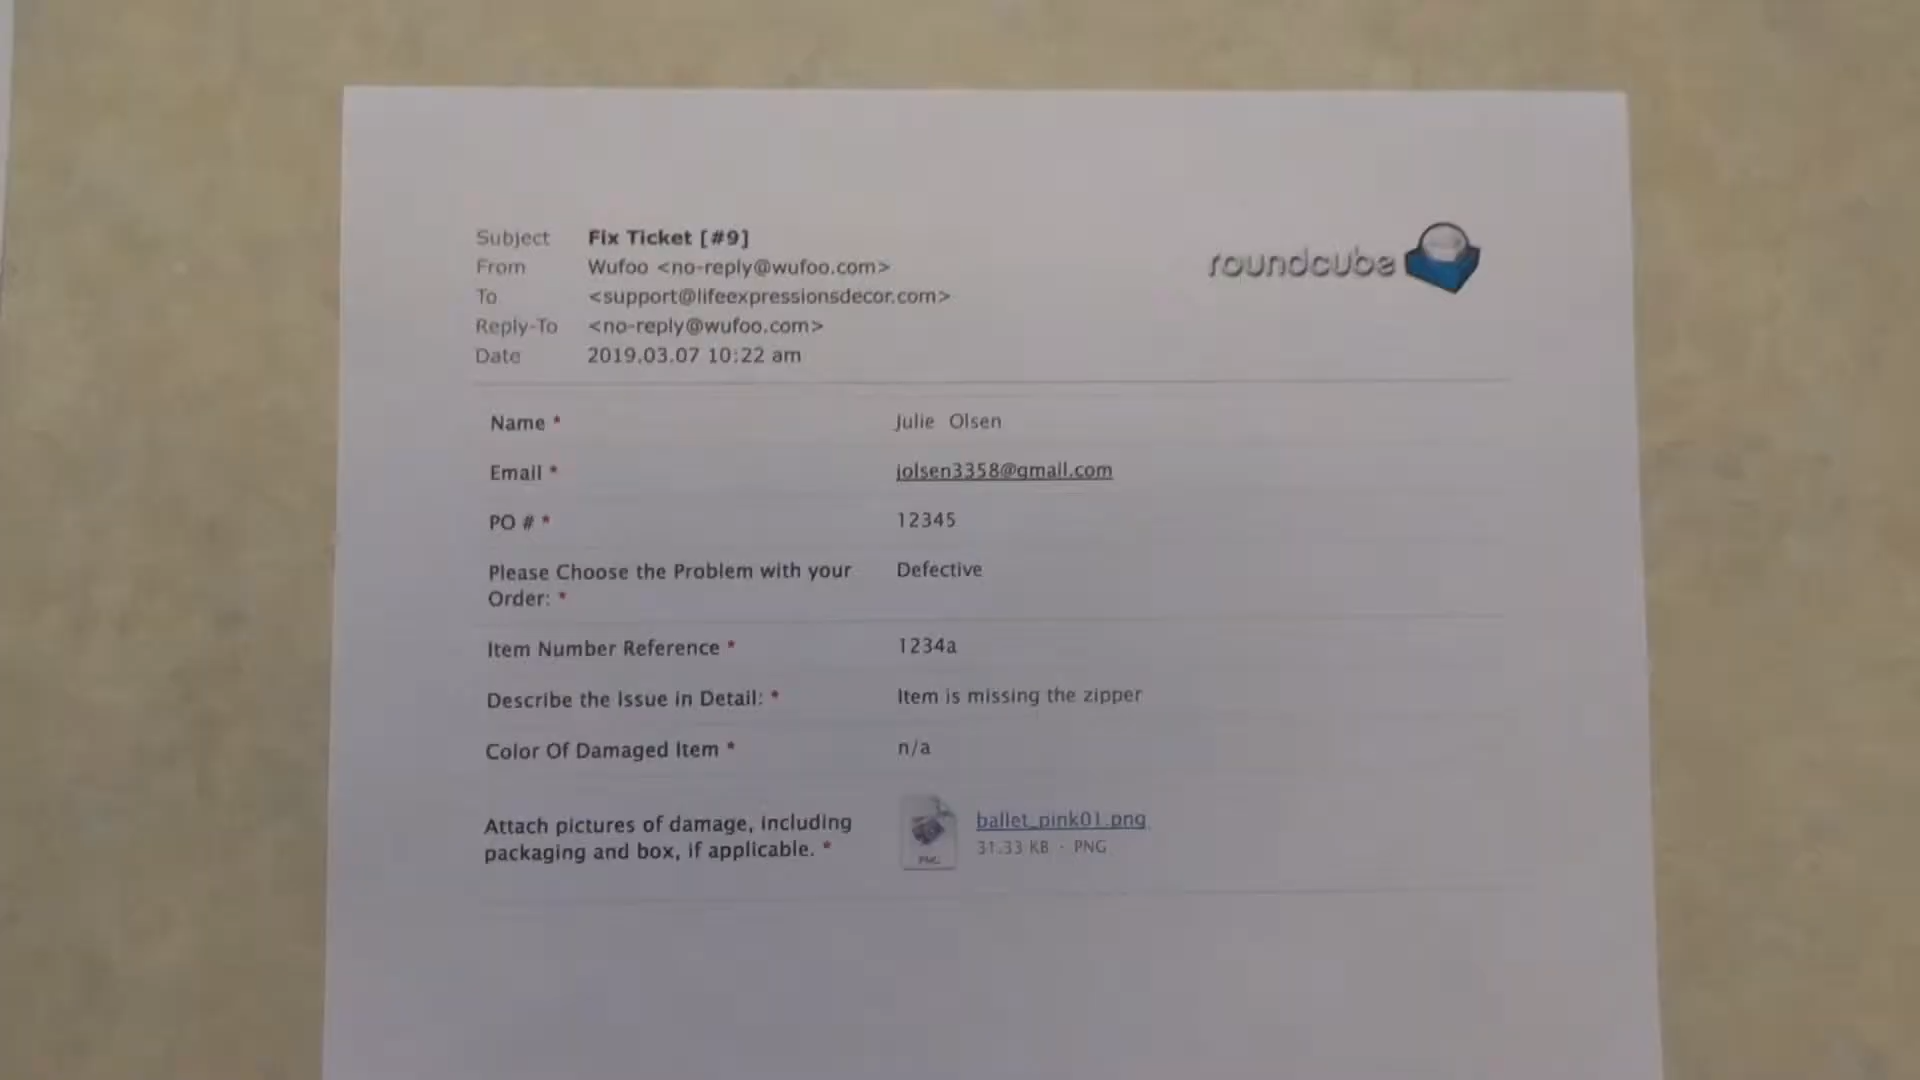 Subject Fix Ticket [#9]
From Wufoo <no-reply@wufoo.com>
To <support@lifeexpressionsdecor.com>
Reply-To <no-reply@wufoo.com>
Date 2019.03.07 10:22 am
roundcube
Name * Julie Olsen
Email * jolsen3358@gmail.com
PO # * 12345
Please Choose the Problem with your Defective
Order: *
Item Number Reference * 1234a
Describe the Issue in Detail: * Item is missing the zipper
Color Of Damaged Item * n/a
Attach pictures of damage, including
packaging and box, if applicable. *
PNG
ballet_pink01.png
31.33 KB · PNG